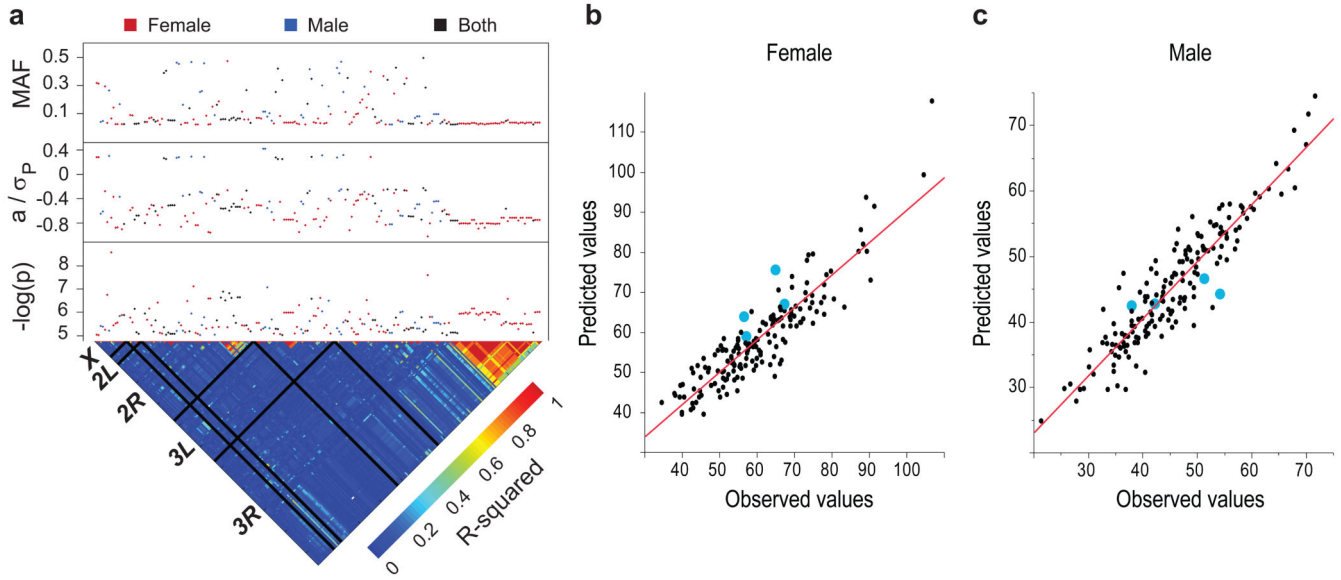 a
Female Male Both
MAF
0.5
0.3
0.1
a / σP
0.4
0
-0.4
-0.8
-log(p)
8
7
6
5
X
2L
2R
3L
3R
0 0.2 0.4 0.6 0.8 1
R-squared
b
Female
Predicted values
110
100
90
80
70
60
50
40
40 50 60 70 80 90 100
Observed values
c
Male
Predicted values
70
60
50
40
30
30 40 50 60 70
Observed values